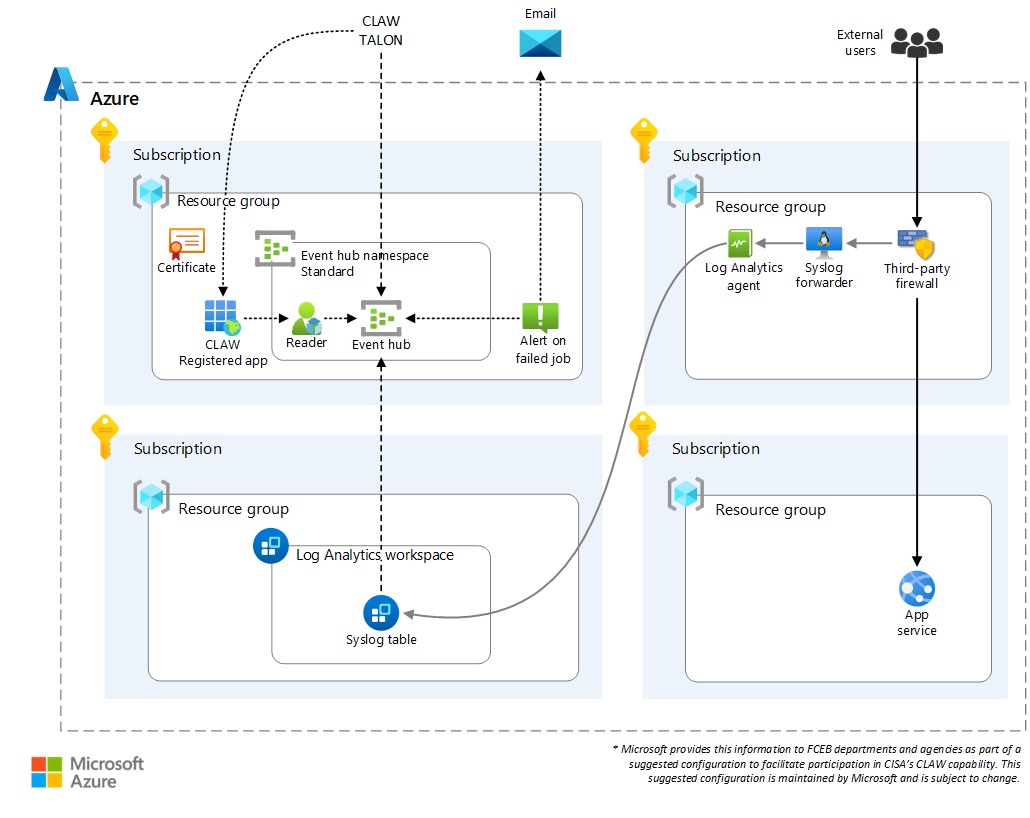 CLAW
TALON
Email
External
users
Azure
Subscription
Resource group
Certificate
Event hub namespace
Standard
CLAW
Registered app
Reader
Event hub
Alert on
failed job
Subscription
Resource group
Log Analytics
agent
Syslog
forwarder
Third-party
firewall
Subscription
Resource group
Log Analytics workspace
Syslog table
Subscription
Resource group
App
service
Microsoft
Azure
* Microsoft provides this information to FCEB departments and agencies as part of a
suggested configuration to facilitate participation in CISA's CLAW capability. This
suggested configuration is maintained by Microsoft and is subject to change.